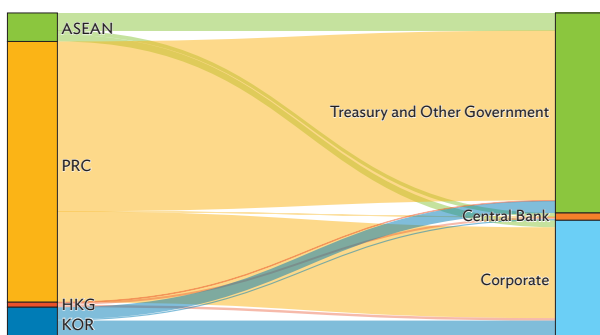 ASEAN
Treasury and Other Government
PRC
Central Bank
Corporate
HKG
KOR